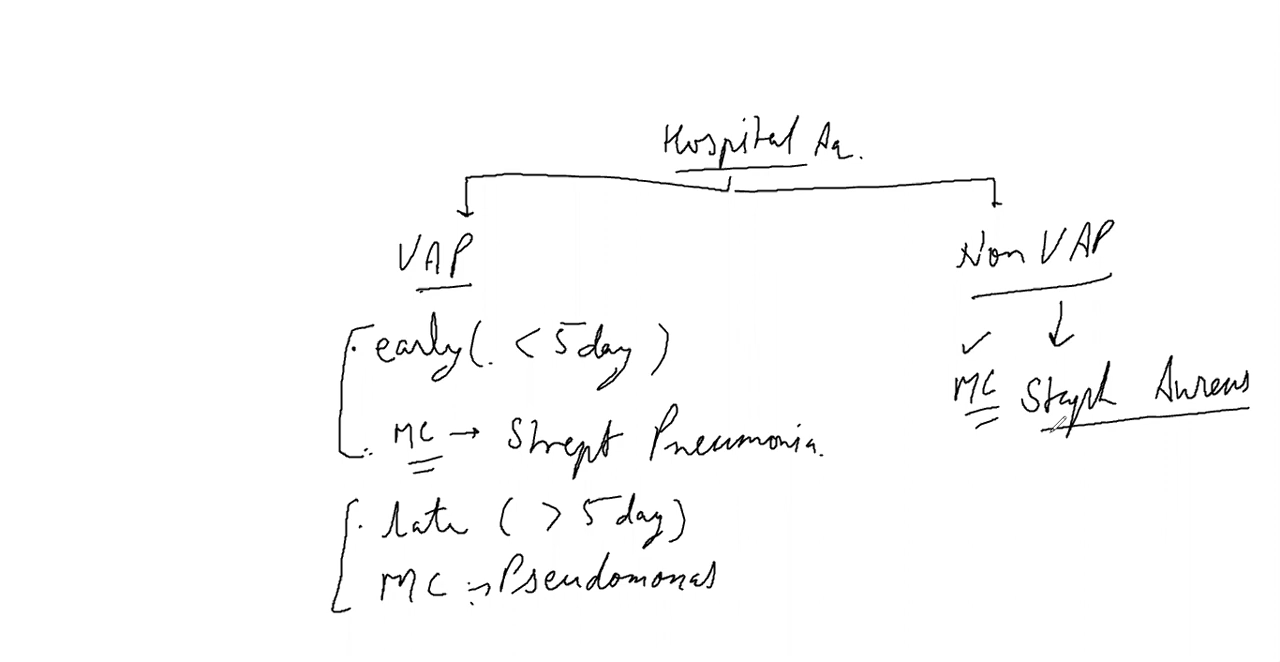 Hospital Aq.
VAP
Non VAP
early (. < 5 day )
MC Staph Aureus
MC → Strept Pneumonia.
late ( > 5 day)
MC → Pseudomonas